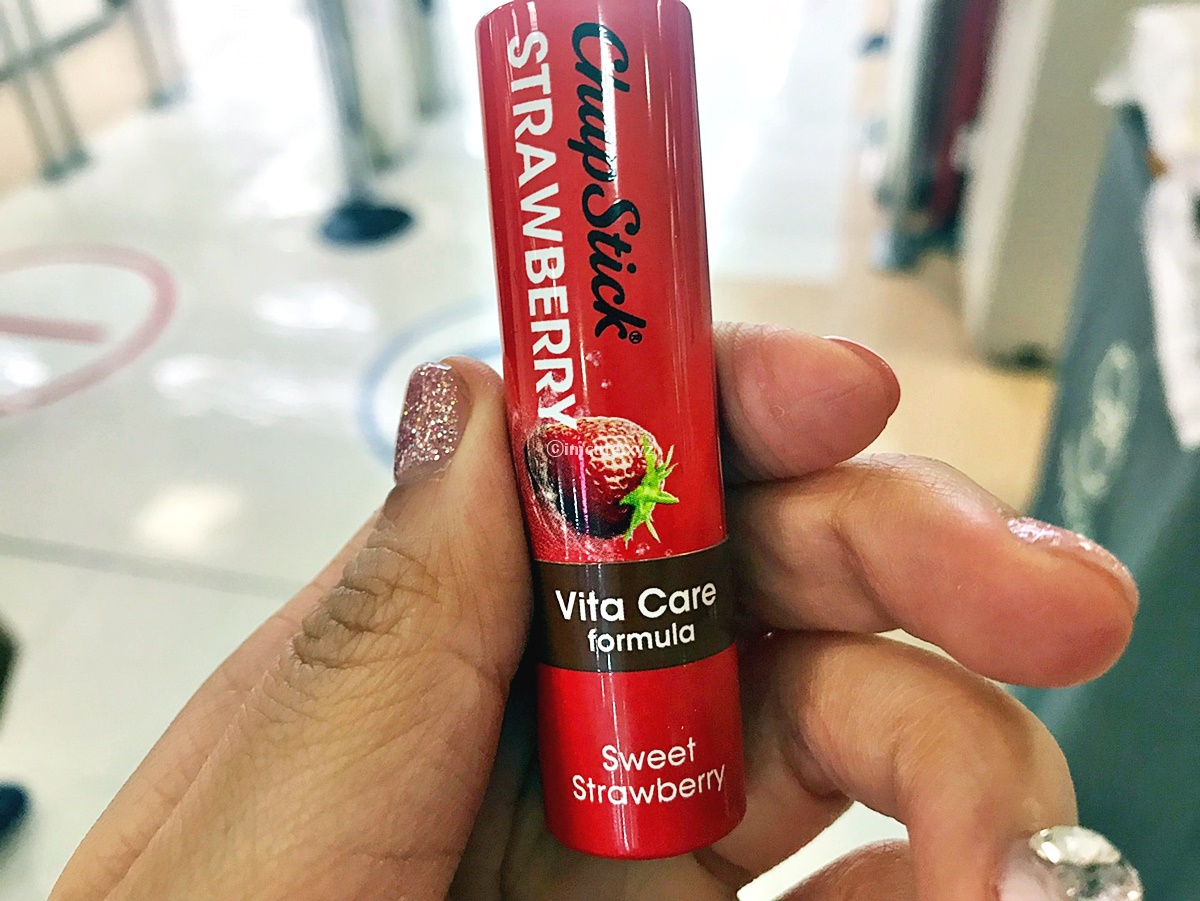 ChapStick®
STRAWBERRY
Vita Care
formula
Sweet
Strawberry